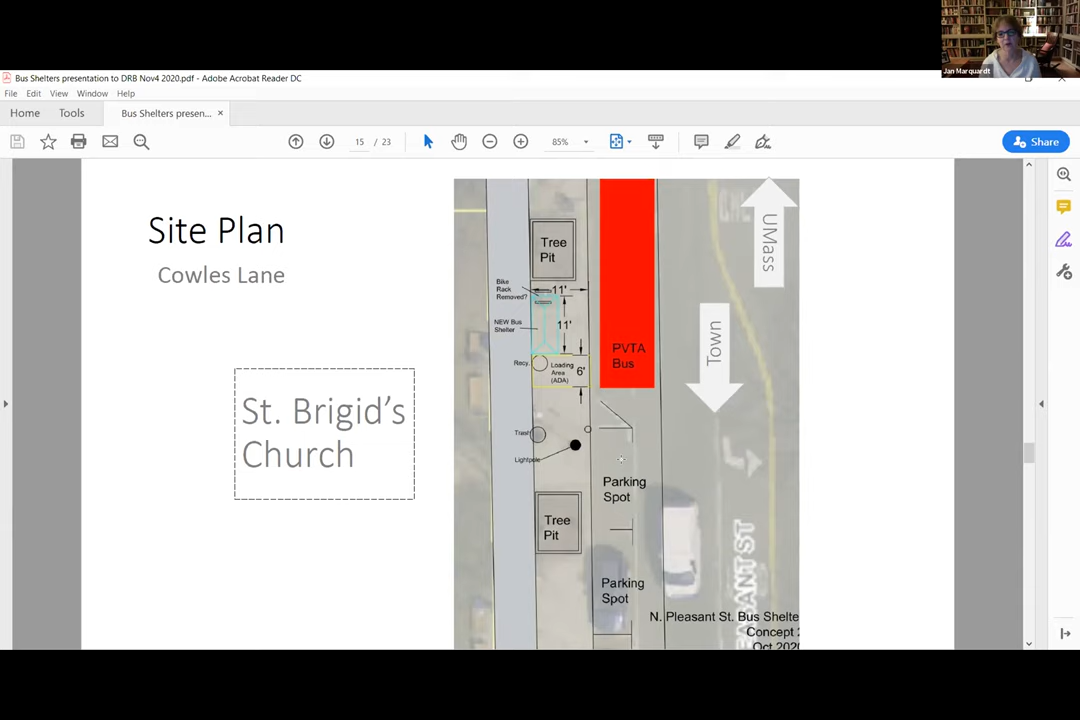 Jan Marquardt
Bus Shelters presentation to DRB Nov4 2020.pdf - Adobe Acrobat Reader DC
File Edit View Window Help
Home Tools Bus Shelters presen... ×
15 / 23 85% Share
Site Plan
Cowles Lane
St. Brigid's
Church
Tree
Pit
Bike
Rack
Removed?
11'
NEW Bus
Shelter
11'
Recy.
Loading
Area
(ADA)
6'
PVTA
Bus
UMass
Town
Trash
Lightpole
Parking
Spot
Tree
Pit
Parking
Spot
N. Pleasant St. Bus Shelte
Concept 2
Oct 2020